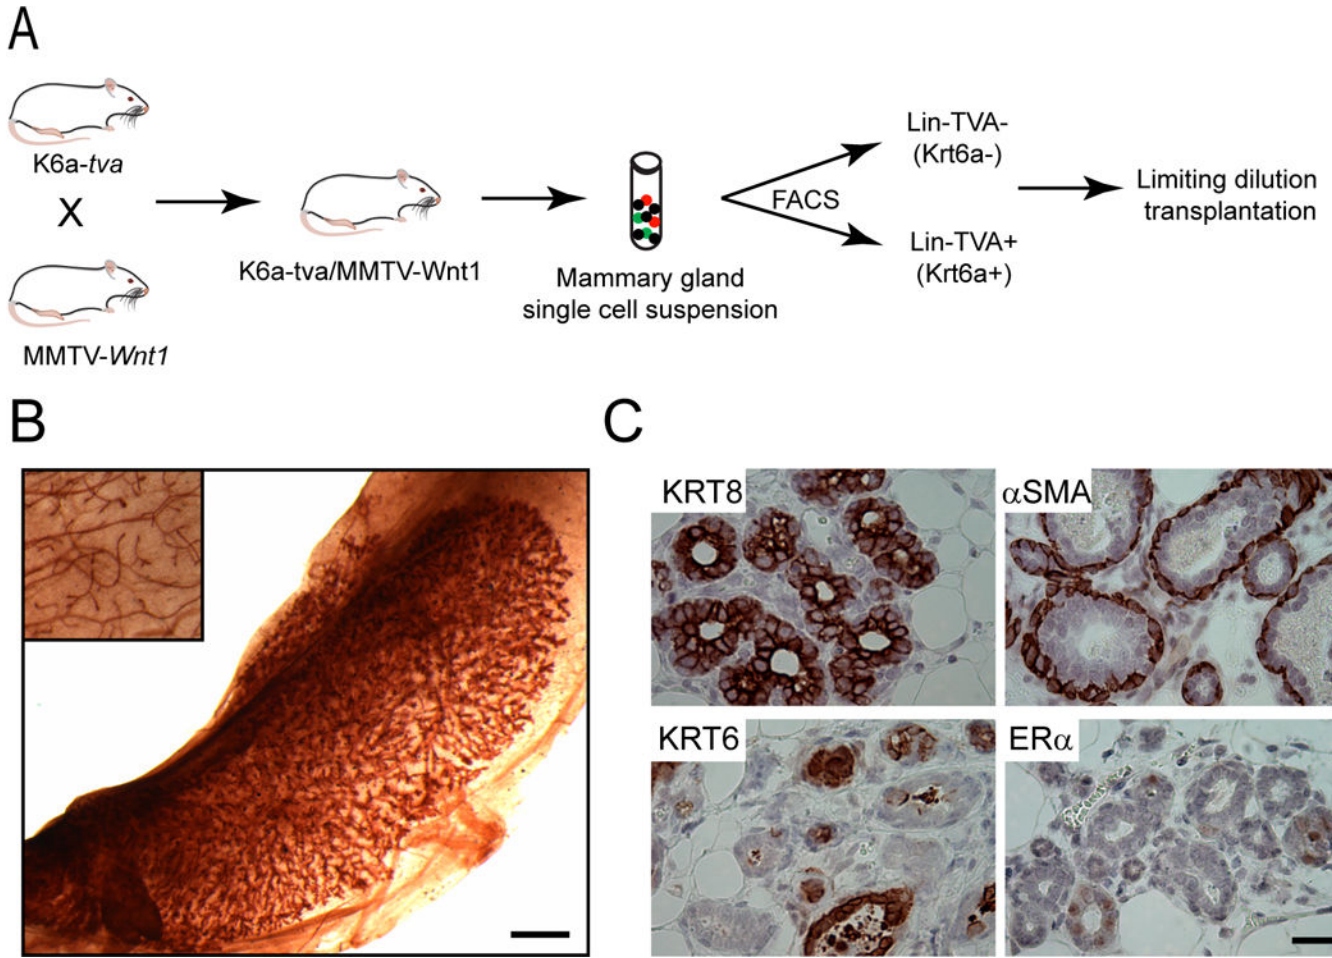 A
K6a-tva
X
MMTV-Wnt1
K6a-tva/MMTV-Wnt1
Mammary gland
single cell suspension
FACS
Lin-TVA-
(Krt6a-)
Lin-TVA+
(Krt6a+)
Limiting dilution
transplantation
B
C
KRT8
αSMA
KRT6
ERα